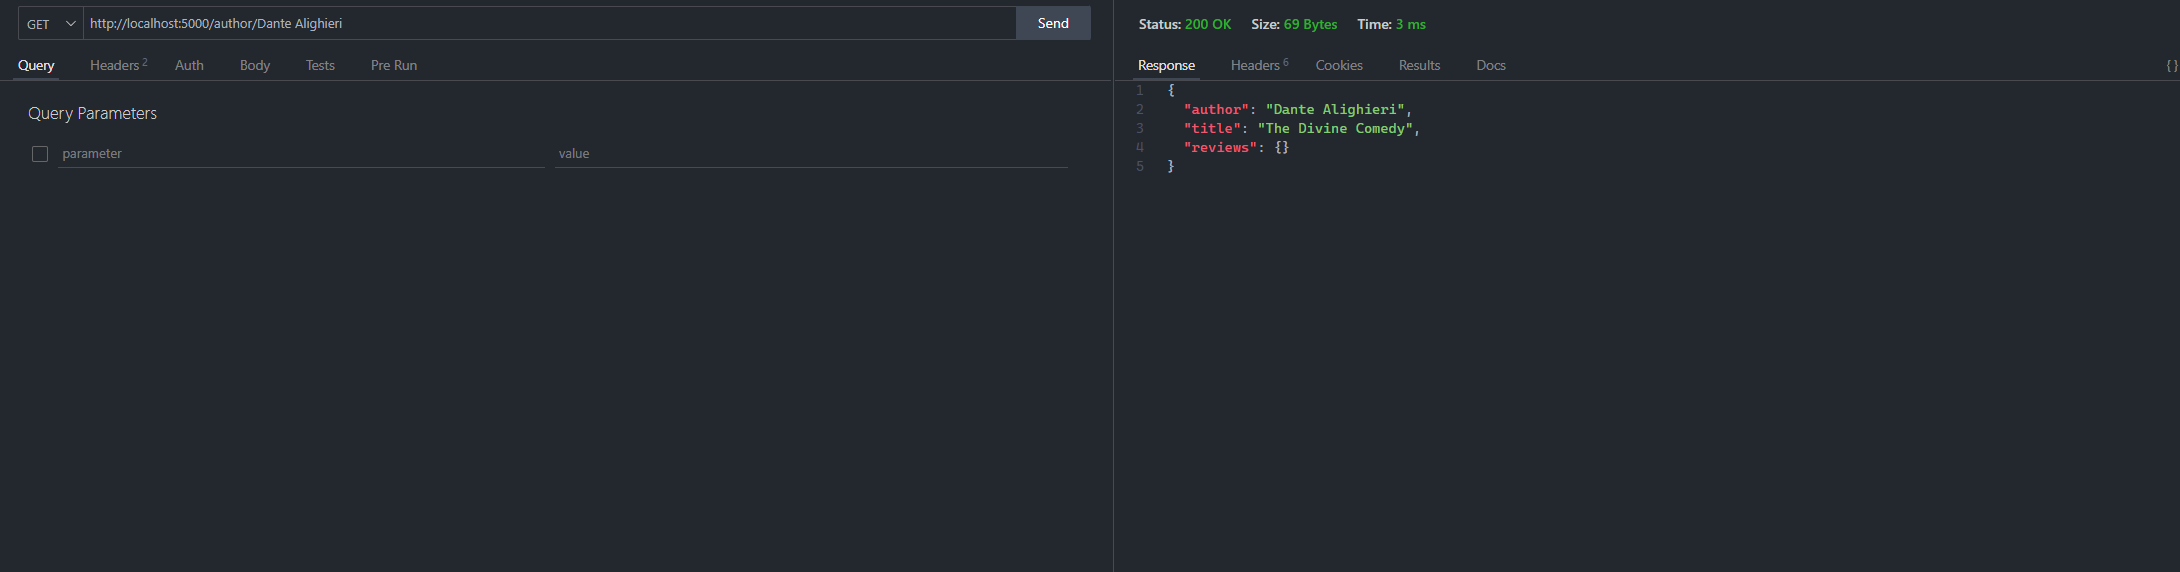 GET http://localhost:5000/author/Dante Alighieri Send
Query Headers 2 Auth Body Tests Pre Run
Query Parameters
parameter value
Status: 200 OK Size: 69 Bytes Time: 3 ms
Response Headers 6 Cookies Results Docs {}
1 {
2 "author": "Dante Alighieri",
3 "title": "The Divine Comedy",
4 "reviews": {}
5 }